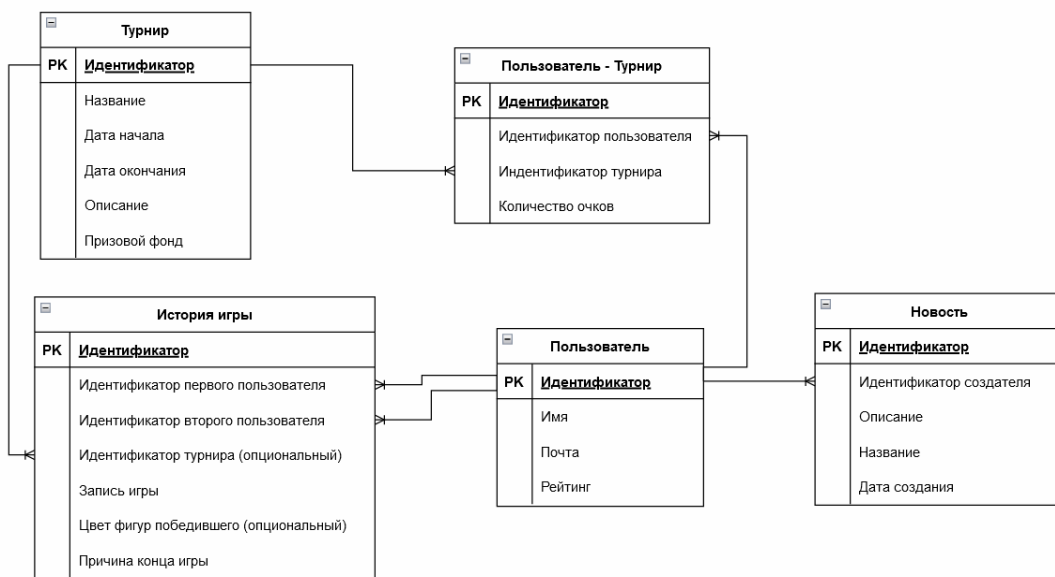 Турнир
PK Идентификатор
Название
Дата начала
Дата окончания
Описание
Призовой фонд
Пользователь - Турнир
PK Идентификатор
Идентификатор пользователя
Индентификатор турнира
Количество очков
История игры
PK Идентификатор
Идентификатор первого пользователя
Идентификатор второго пользователя
Идентификатор турнира (опциональный)
Запись игры
Цвет фигур победившего (опциональный)
Причина конца игры
Пользователь
PK Идентификатор
Имя
Почта
Рейтинг
Новость
PK Идентификатор
Идентификатор создателя
Описание
Название
Дата создания